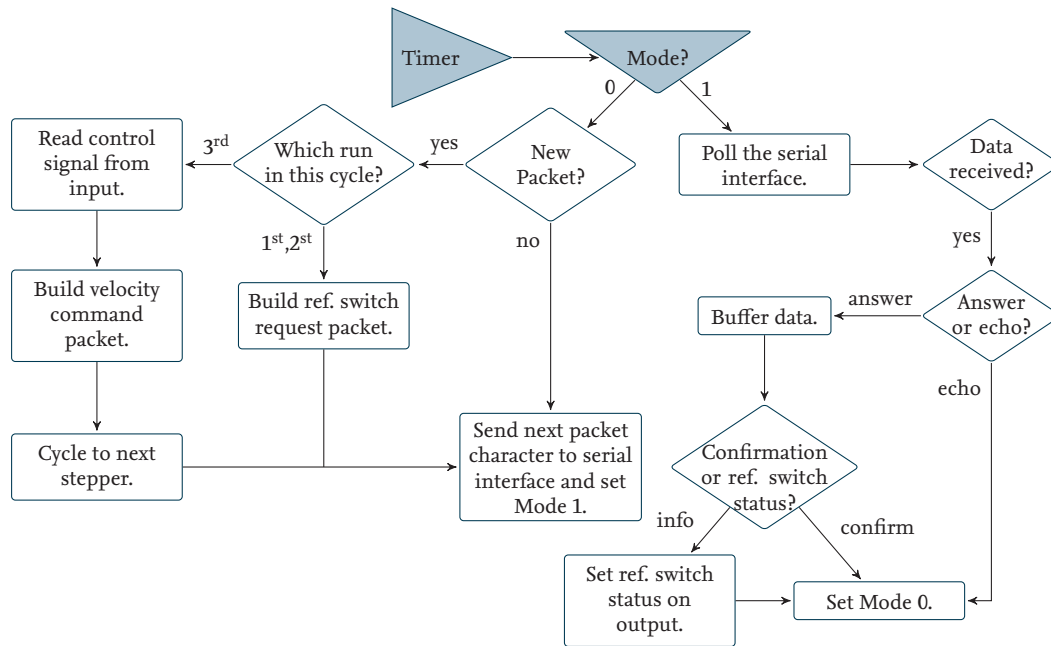 Timer
Mode?
0
1
Read control
signal from
input.
3rd
Which run
in this cycle?
yes
New
Packet?
Poll the serial
interface.
Data
received?
1st,2st
no
yes
Build velocity
command
packet.
Build ref. switch
request packet.
Buffer data.
answer
Answer
or echo?
echo
Cycle to next
stepper.
Send next packet
character to serial
interface and set
Mode 1.
Confirmation
or ref. switch
status?
info
confirm
Set ref. switch
status on
output.
Set Mode 0.